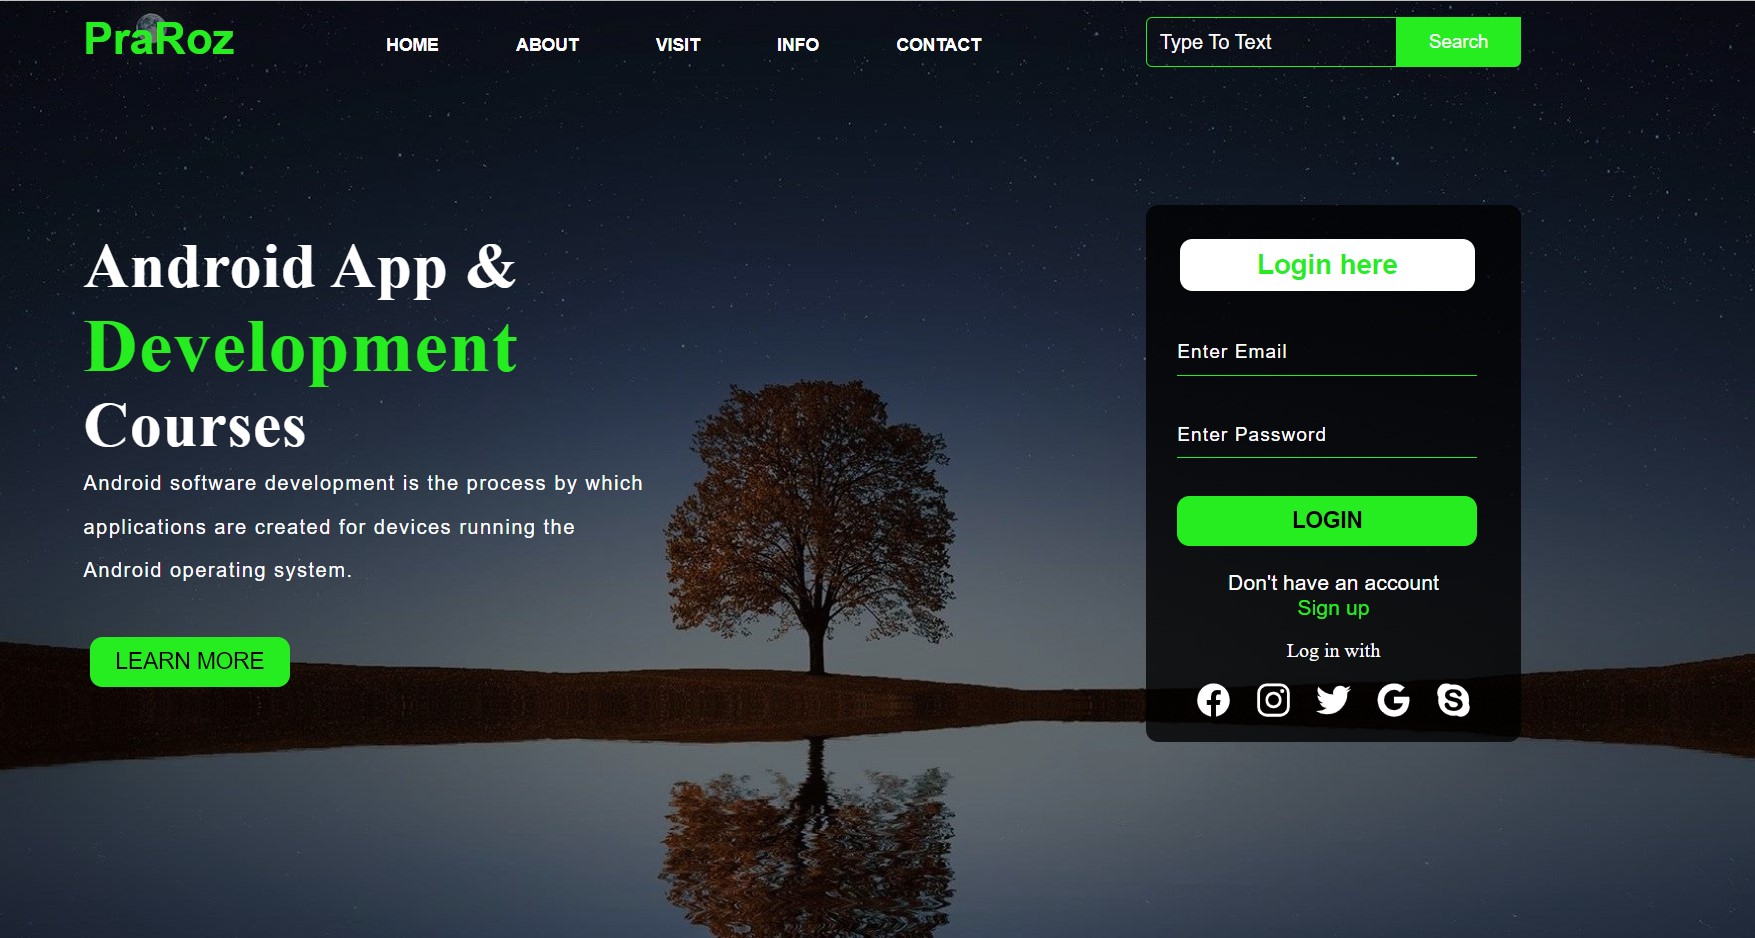 PraRoz
HOME
ABOUT
VISIT
INFO
CONTACT
Type To Text
Search
Android App &
Development
Courses
Android software development is the process by which
applications are created for devices running the
Android operating system.
LEARN MORE
Login here
Enter Email
Enter Password
LOGIN
Don't have an account
Sign up
Log in with